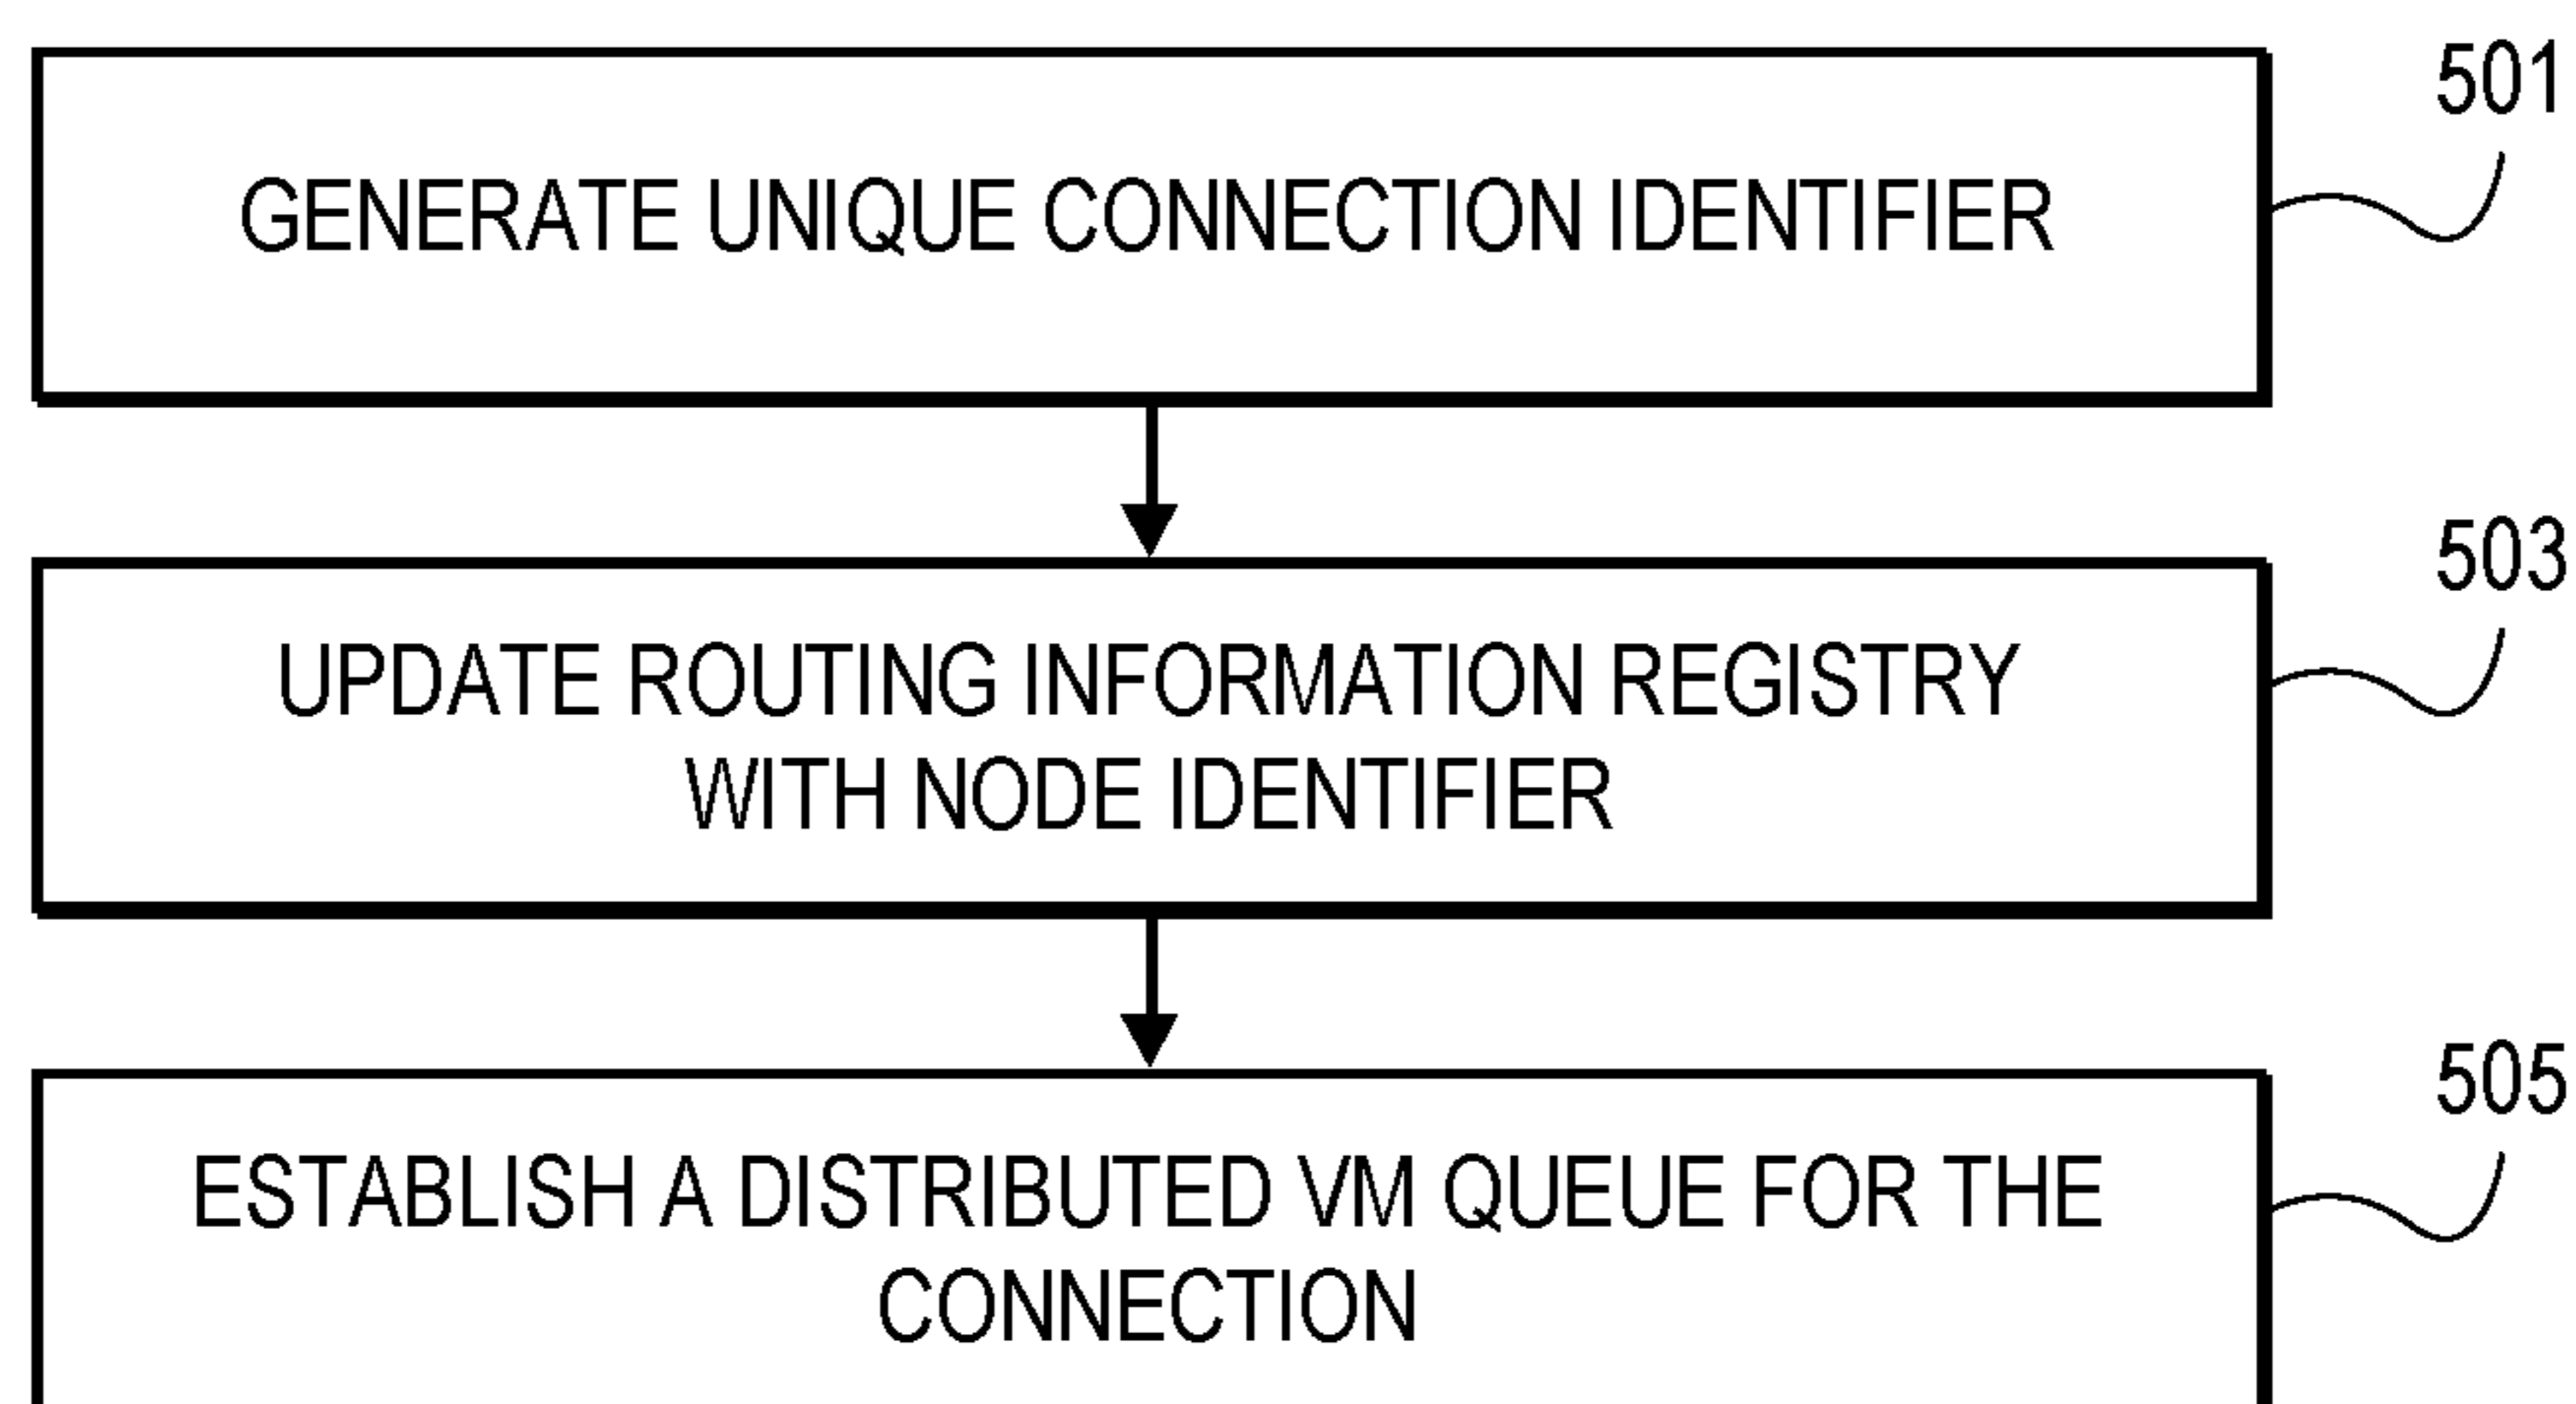 501
GENERATE UNIQUE CONNECTION IDENTIFIER
503
UPDATE ROUTING INFORMATION REGISTRY
WITH NODE IDENTIFIER
505
ESTABLISH A DISTRIBUTED VM QUEUE FOR THE
CONNECTION